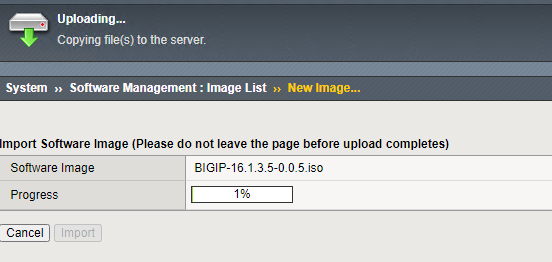 Uploading...
Copying file(s) to the server.
System ›› Software Management : Image List ›› New Image...
Import Software Image (Please do not leave the page before upload completes)
Software Image BIGIP-16.1.3.5-0.0.5.iso
Progress 1%
Cancel Import